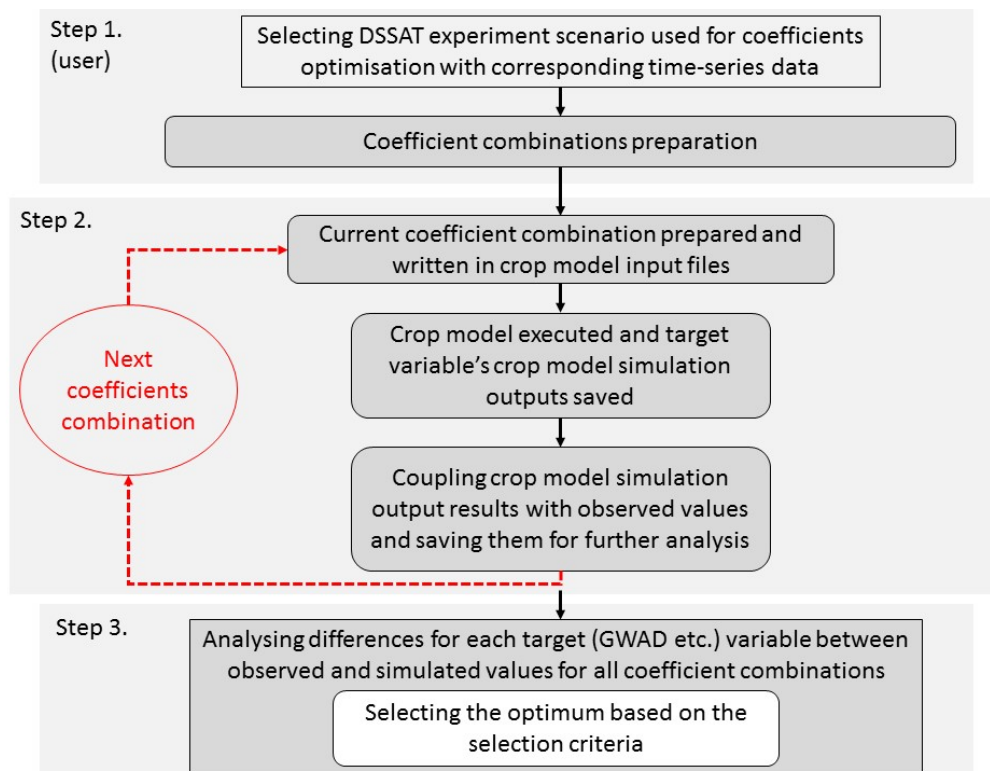 Step 1.
(user)
Selecting DSSAT experiment scenario used for coefficients
optimisation with corresponding time-series data
Coefficient combinations preparation
Step 2.
Current coefficient combination prepared and
written in crop model input files
Crop model executed and target
variable's crop model simulation
outputs saved
Next
coefficients
combination
Coupling crop model simulation
output results with observed values
and saving them for further analysis
Step 3.
Analysing differences for each target (GWAD etc.) variable between
observed and simulated values for all coefficient combinations
Selecting the optimum based on the
selection criteria